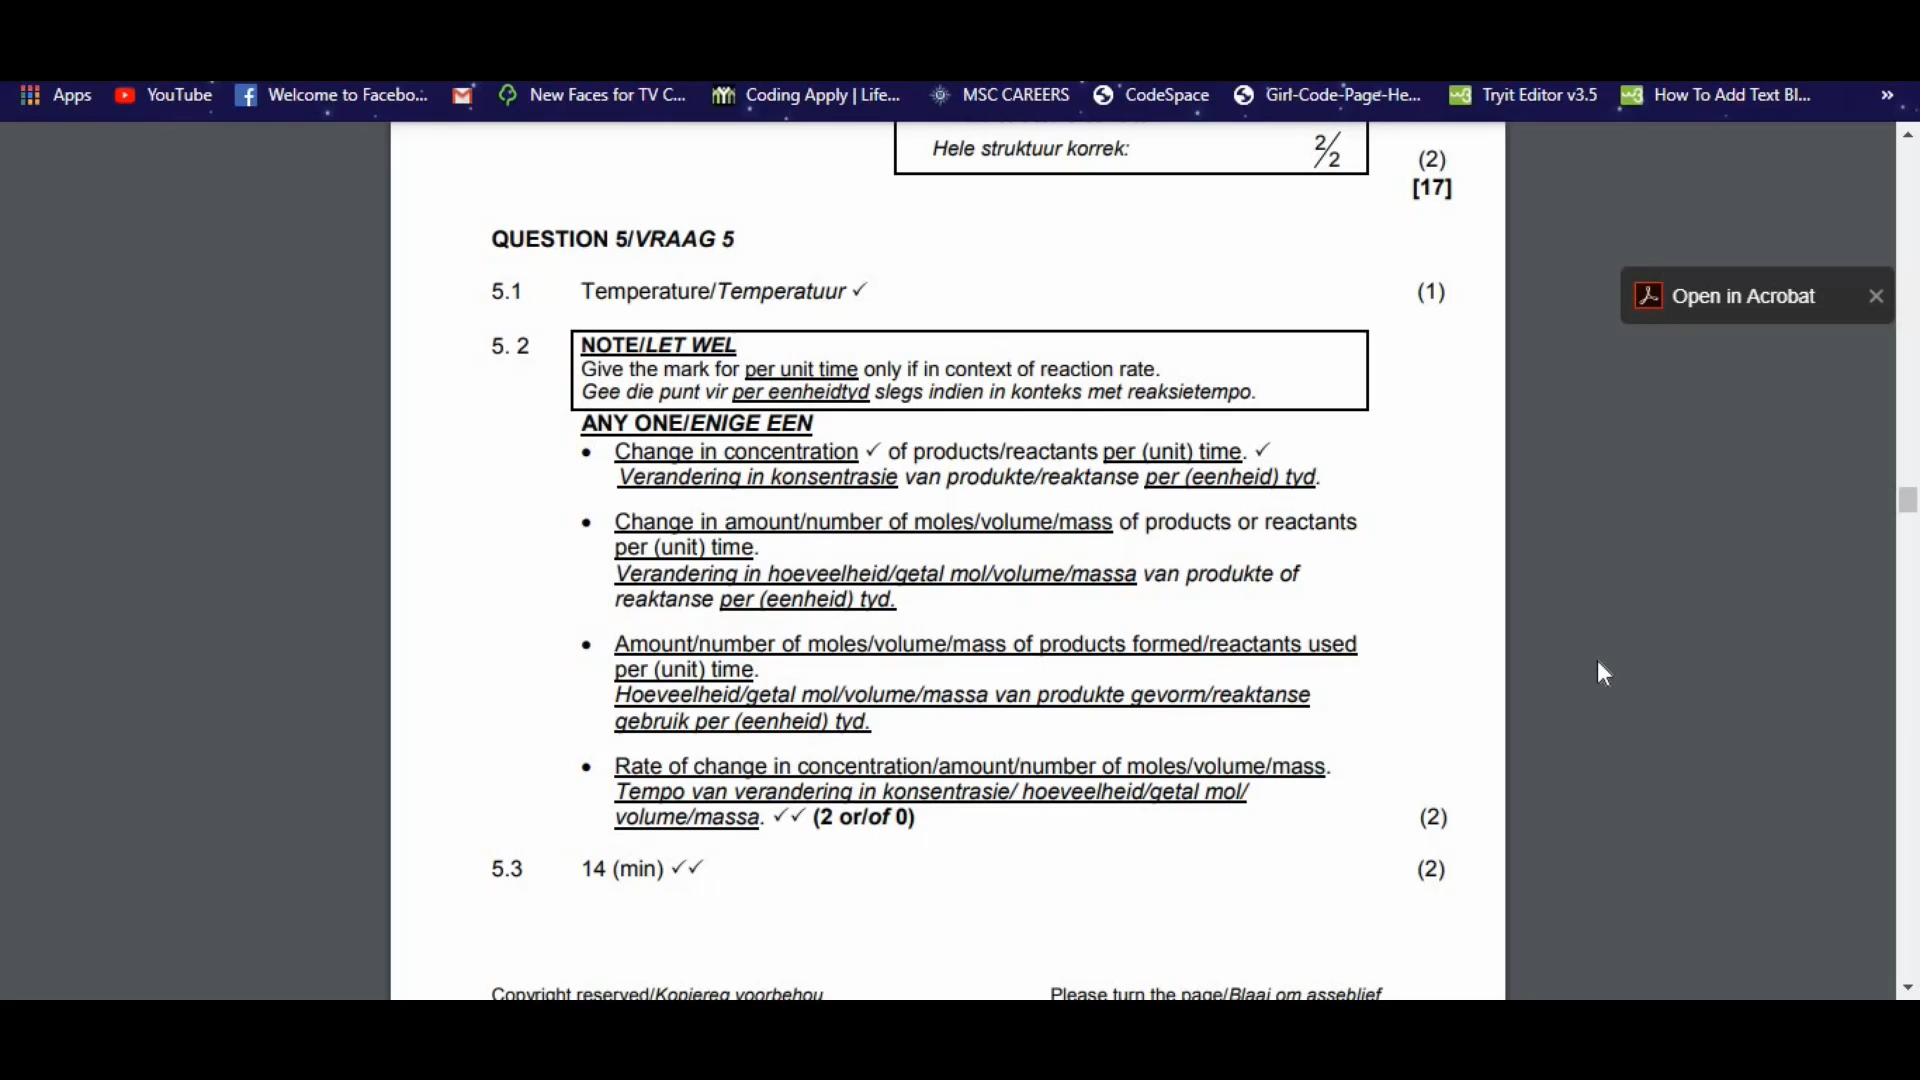 Apps YouTube Welcome to Facebo... New Faces for TV C... Coding Apply | Life... MSC CAREERS CodeSpace Girl-Code-Page-He... Tryit Editor v3.5 How To Add Text Bl... »
Hele struktuur korrek: 2/2
(2)
[17]
QUESTION 5/VRAAG 5
5.1 Temperature/Temperatuur ✓ (1)
Open in Acrobat ×
5. 2 NOTE/LET WEL
Give the mark for per unit time only if in context of reaction rate.
Gee die punt vir per eenheidtyd slegs indien in konteks met reaksietempo.
ANY ONE/ENIGE EEN
• Change in concentration ✓ of products/reactants per (unit) time. ✓
Verandering in konsentrasie van produkte/reaktanse per (eenheid) tyd.
• Change in amount/number of moles/volume/mass of products or reactants
per (unit) time.
Verandering in hoeveelheid/getal mol/volume/massa van produkte of
reaktanse per (eenheid) tyd.
• Amount/number of moles/volume/mass of products formed/reactants used
per (unit) time.
Hoeveelheid/getal mol/volume/massa van produkte gevorm/reaktanse
gebruik per (eenheid) tyd.
• Rate of change in concentration/amount/number of moles/volume/mass.
Tempo van verandering in konsentrasie/ hoeveelheid/getal mol/
volume/massa. ✓✓ (2 or/of 0) (2)
5.3 14 (min) ✓✓ (2)
Copyright reserved/Kopiereg voorbehou Please turn the page/Blaai om asseblief